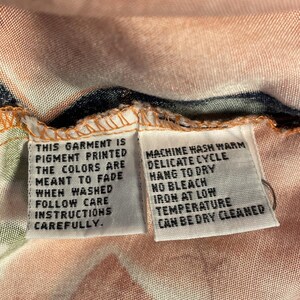 THIS GARMENT IS
PIGMENT PRINTED
THE COLORS ARE
MEANT TO FADE
WHEN WASHED
FOLLOW CARE
INSTRUCTIONS
CAREFULLY.
MACHINE WASH WARM
DELICATE CYCLE
HANG TO DRY
NO BLEACH
IRON AT LOW
TEMPERATURE
CAN BE DRY CLEANED